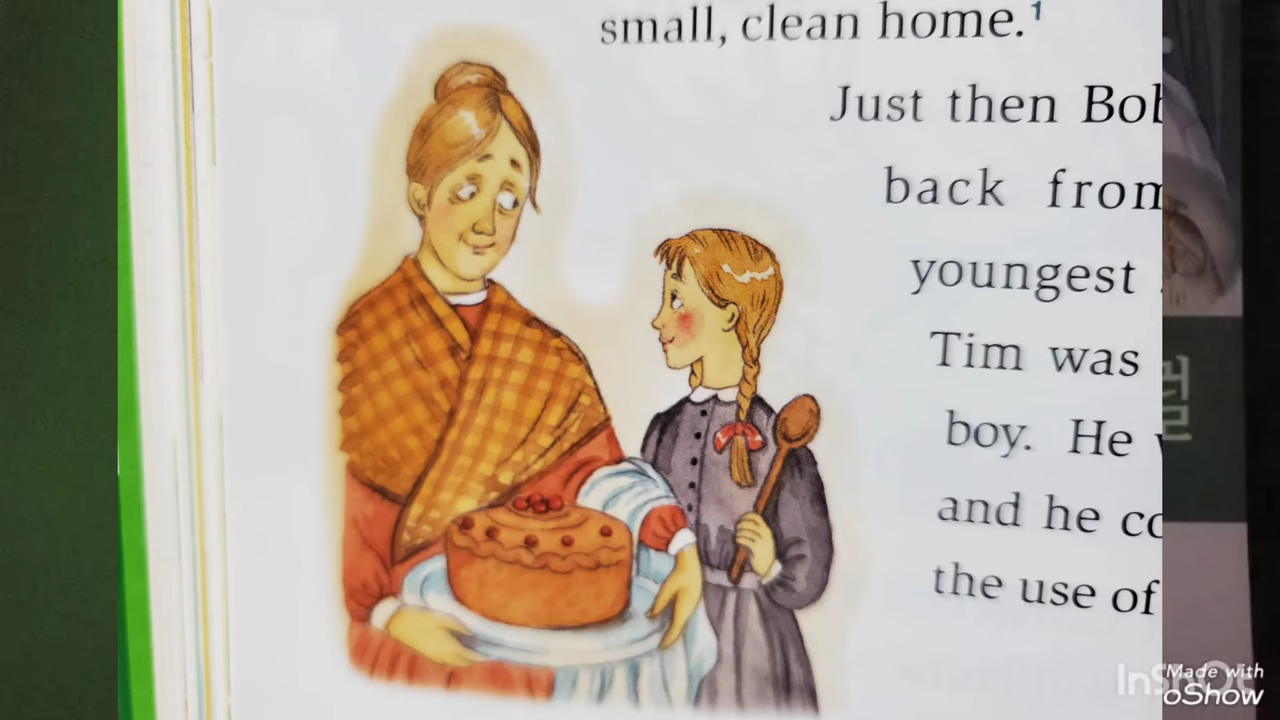 small, clean home.¹
Just then Bob
back from
youngest
Tim was
boy. He
and he co
the use of
Made with
InShOt
oShow